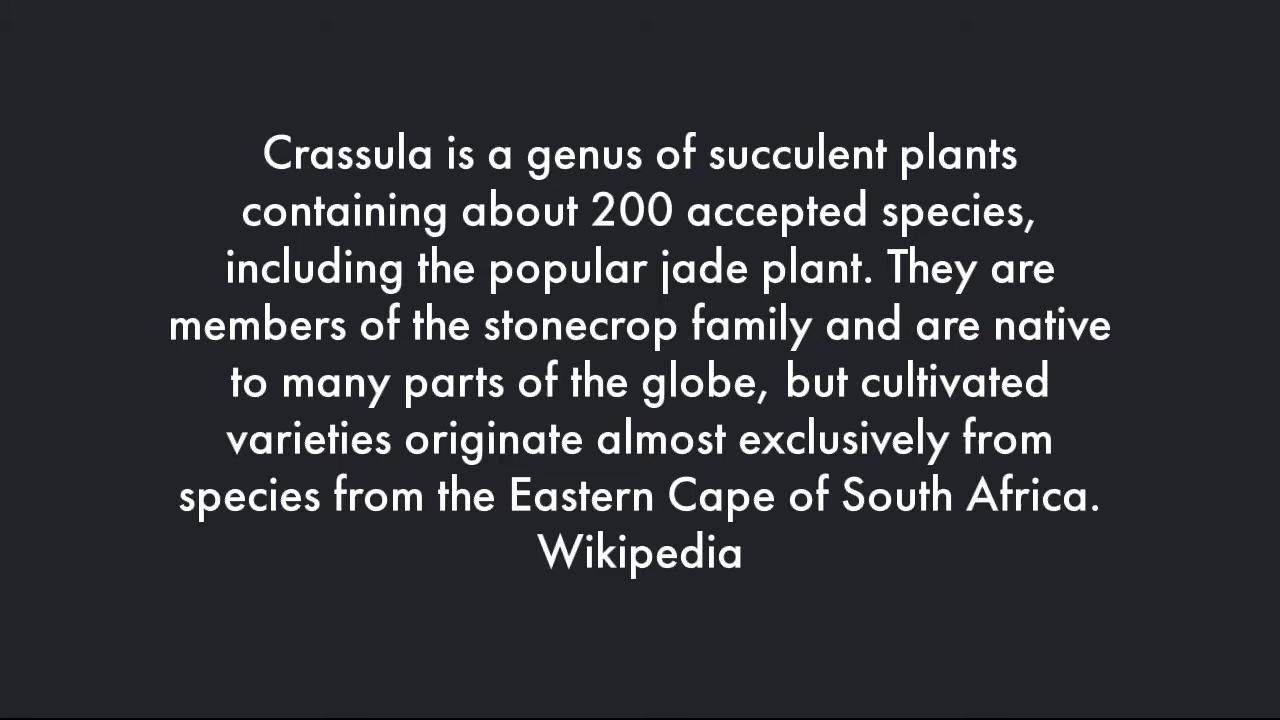 Crassula is a genus of succulent plants
containing about 200 accepted species,
including the popular jade plant. They are
members of the stonecrop family and are native
to many parts of the globe, but cultivated
varieties originate almost exclusively from
species from the Eastern Cape of South Africa.
Wikipedia